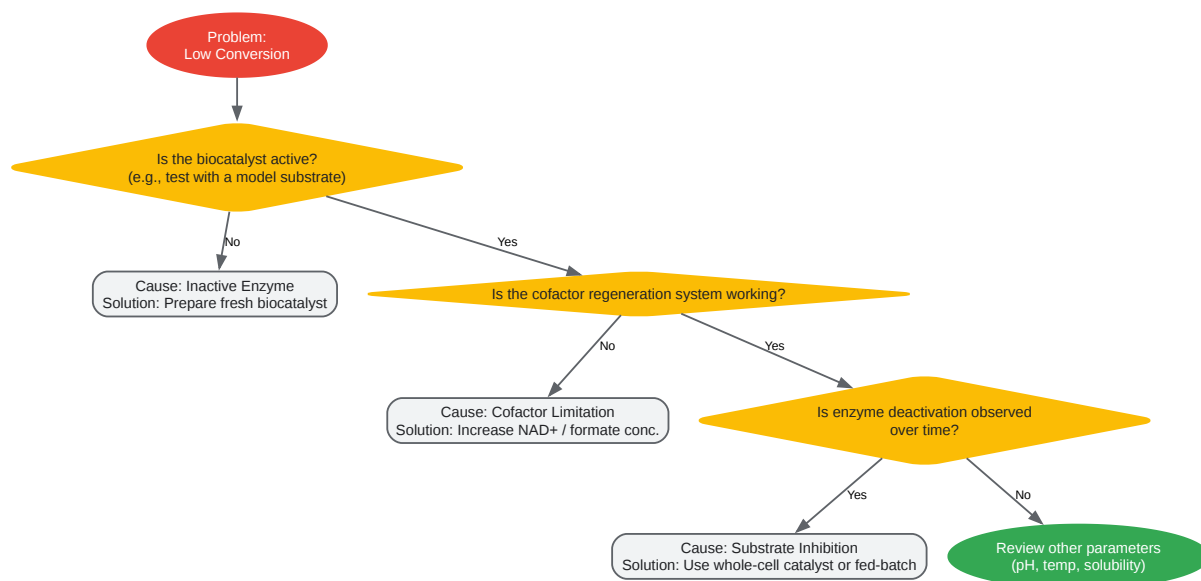 Problem:
Low Conversion
Is the biocatalyst active?
(e.g., test with a model substrate)
No
Yes
Cause: Inactive Enzyme
Solution: Prepare fresh biocatalyst
Is the cofactor regeneration system working?
No
Yes
Cause: Cofactor Limitation
Solution: Increase NAD+ / formate conc.
Is enzyme deactivation observed
over time?
Yes
No
Cause: Substrate Inhibition
Solution: Use whole-cell catalyst or fed-batch
Review other parameters
(pH, temp, solubility)